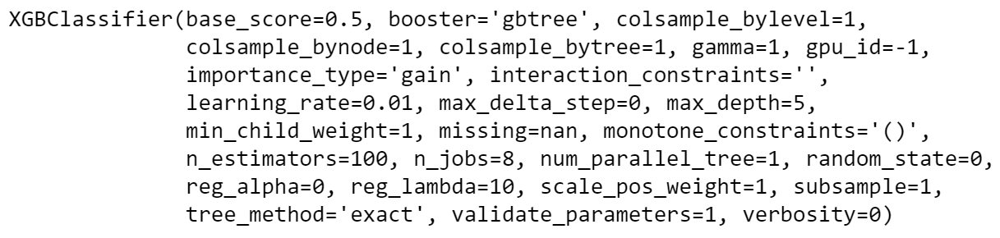 XGBClassifier(base_score=0.5, booster='gbtree', colsample_bylevel=1,
              colsample_bynode=1, colsample_bytree=1, gamma=1, gpu_id=-1,
              importance_type='gain', interaction_constraints='',
              learning_rate=0.01, max_delta_step=0, max_depth=5,
              min_child_weight=1, missing=nan, monotone_constraints='()',
              n_estimators=100, n_jobs=8, num_parallel_tree=1, random_state=0,
              reg_alpha=0, reg_lambda=10, scale_pos_weight=1, subsample=1,
              tree_method='exact', validate_parameters=1, verbosity=0)